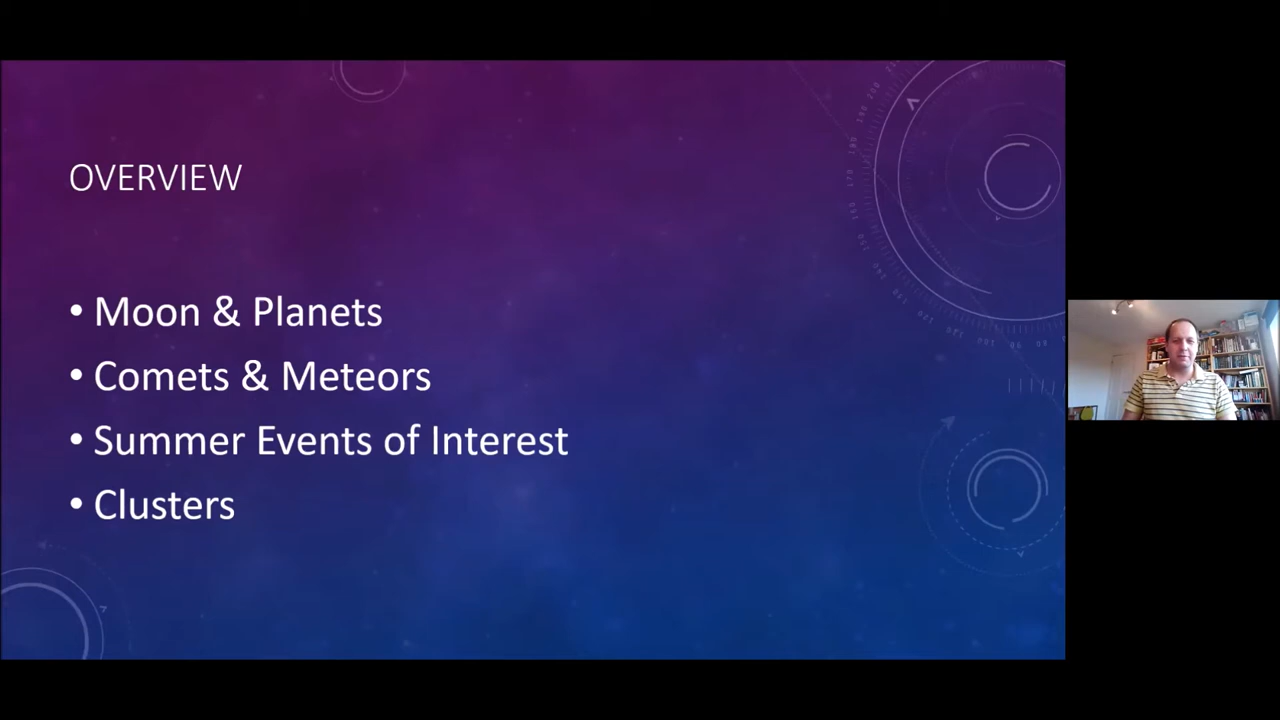 OVERVIEW
• Moon & Planets
• Comets & Meteors
• Summer Events of Interest
• Clusters